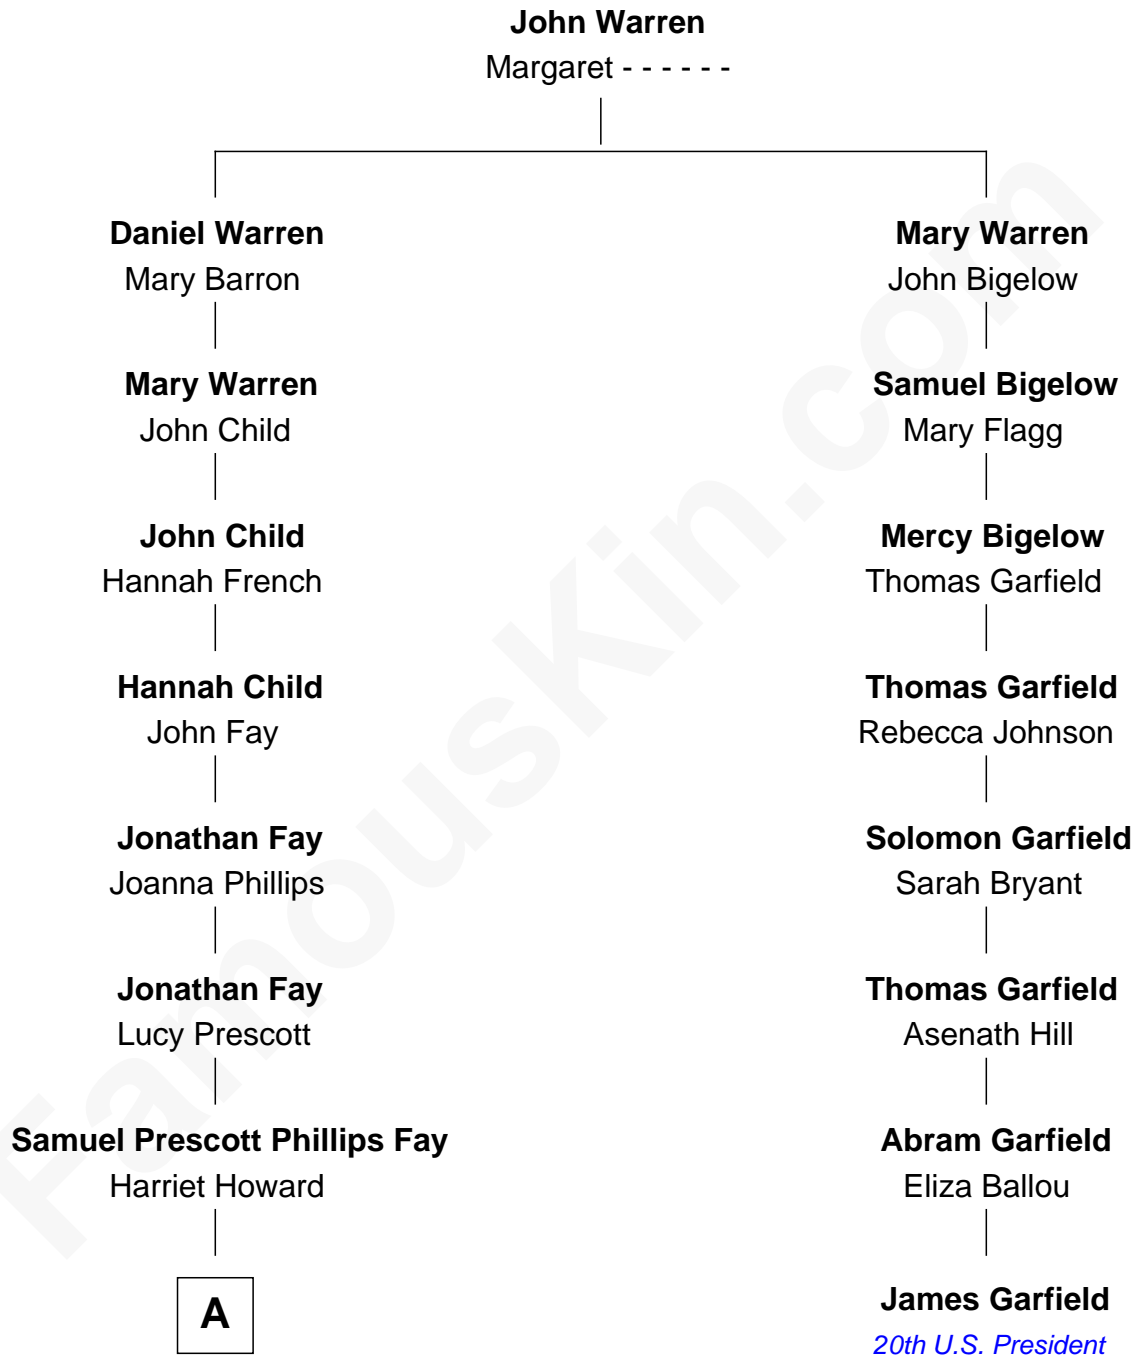 John Warren
Margaret - - - - - -
Daniel Warren
Mary Barron
Mary Warren
John Child
John Child
Hannah French
Hannah Child
John Fay
Jonathan Fay
Joanna Phillips
Jonathan Fay
Lucy Prescott
Samuel Prescott Phillips Fay
Harriet Howard
A
Mary Warren
John Bigelow
Samuel Bigelow
Mary Flagg
Mercy Bigelow
Thomas Garfield
Thomas Garfield
Rebecca Johnson
Solomon Garfield
Sarah Bryant
Thomas Garfield
Asenath Hill
Abram Garfield
Eliza Ballou
James Garfield
20th U.S. President
FamousKin.com